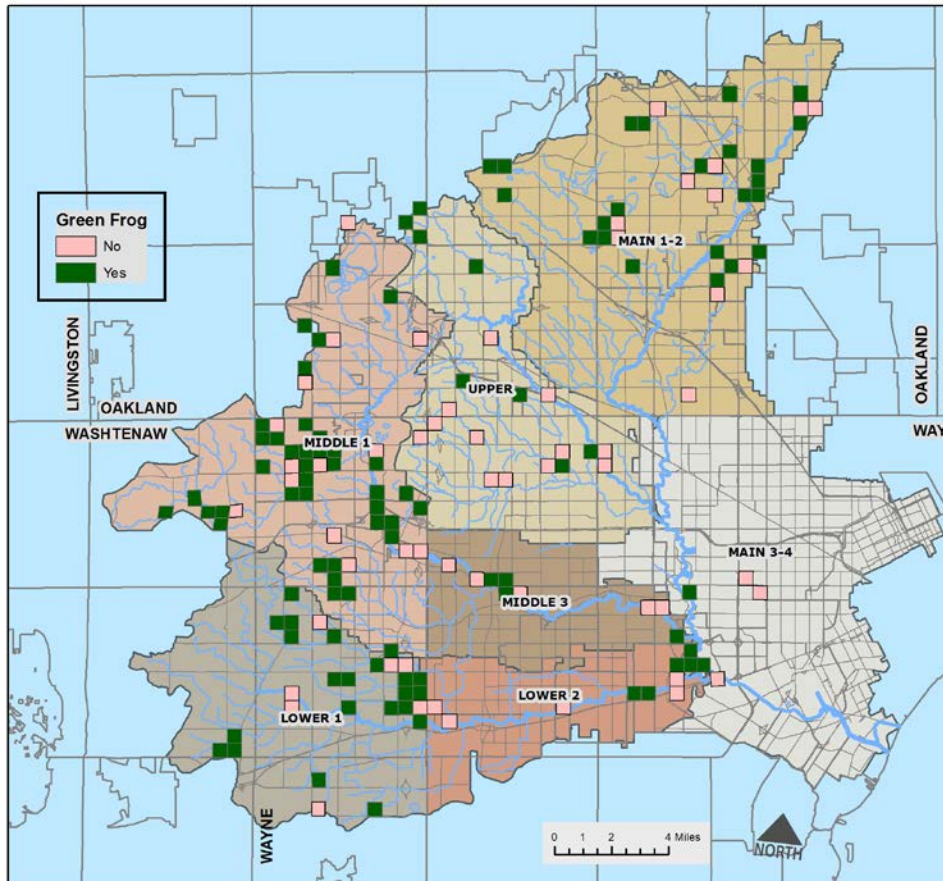 Green Frog
No
Yes
LIVINGSTON
OAKLAND
WASHTENAW
OAKLAND
WAY
MAIN 1-2
UPPER
MIDDLE 1
MAIN 3-4
MIDDLE 3
LOWER 2
LOWER 1
WAYNE
0 1 2 4 Miles
NORTH